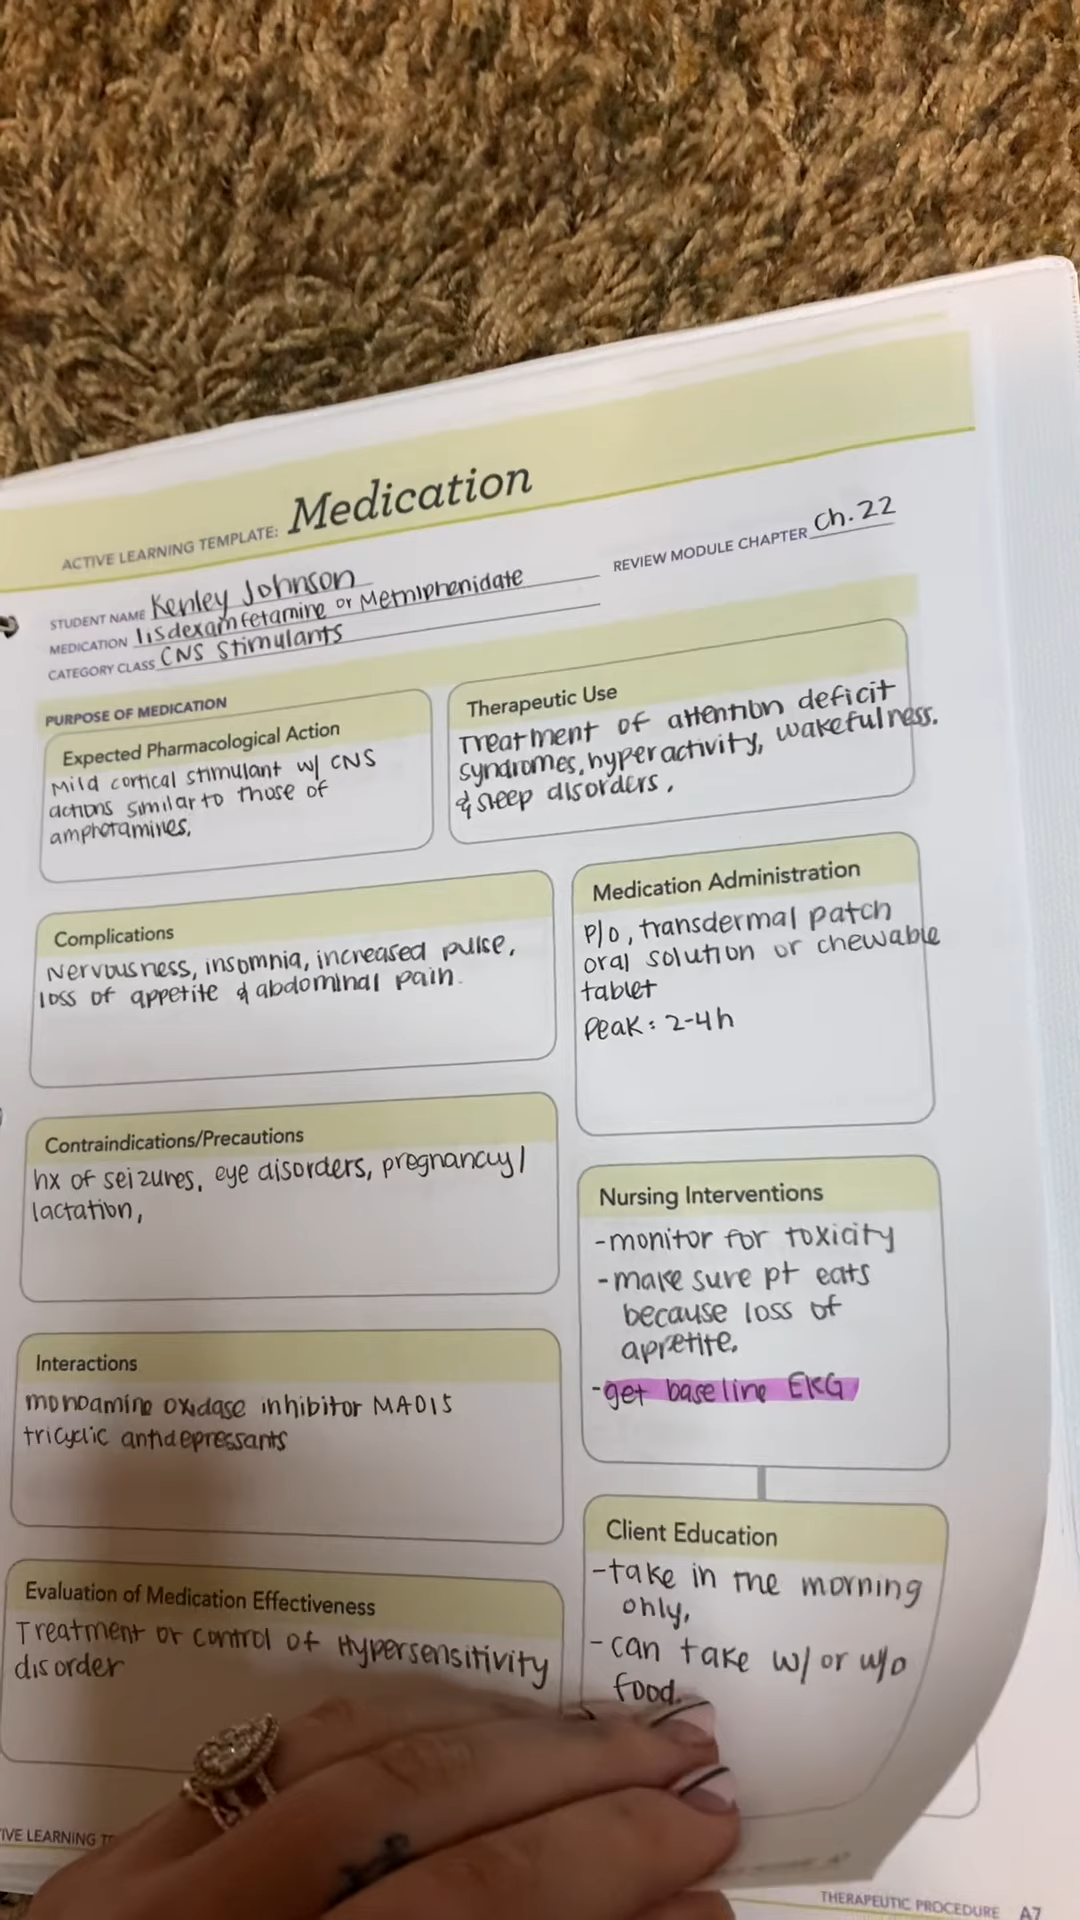 ACTIVE LEARNING TEMPLATE: Medication
STUDENT NAME Kenley Johnson
MEDICATION lisdexamfetamine or Metnlphenidate
REVIEW MODULE CHAPTER Ch. 22
CATEGORY CLASS CNS Stimulants
PURPOSE OF MEDICATION
Expected Pharmacological Action
Mild cortical stimulant w/ CNS
actions similar to those of
amphotamines.
Therapeutic Use
Treatment of attention deficit
syndromes, hyperactivity, wakefulness.
& sleep disorders.
Complications
Nervousness, insomnia, increased pulse,
loss of appetite & abdominal pain.
Medication Administration
P/O, transdermal patch
oral solution or chewable
tablet
Peak: 2-4h
Contraindications/Precautions
hx of seizures, eye disorders, pregnancy/
lactation,
Nursing Interventions
-monitor for toxicity
-make sure pt eats
because loss of
apretite.
-get baseline EKG
Interactions
monoamine oxidase inhibitor MAOIS
tricyclic antidepressants
Client Education
-take in the morning
only,
-can take w/ or w/o
food.
Evaluation of Medication Effectiveness
Treatment or control of Hypersensitivity
disorder
IVE LEARNING
THERAPEUTIC PROCEDURE A7